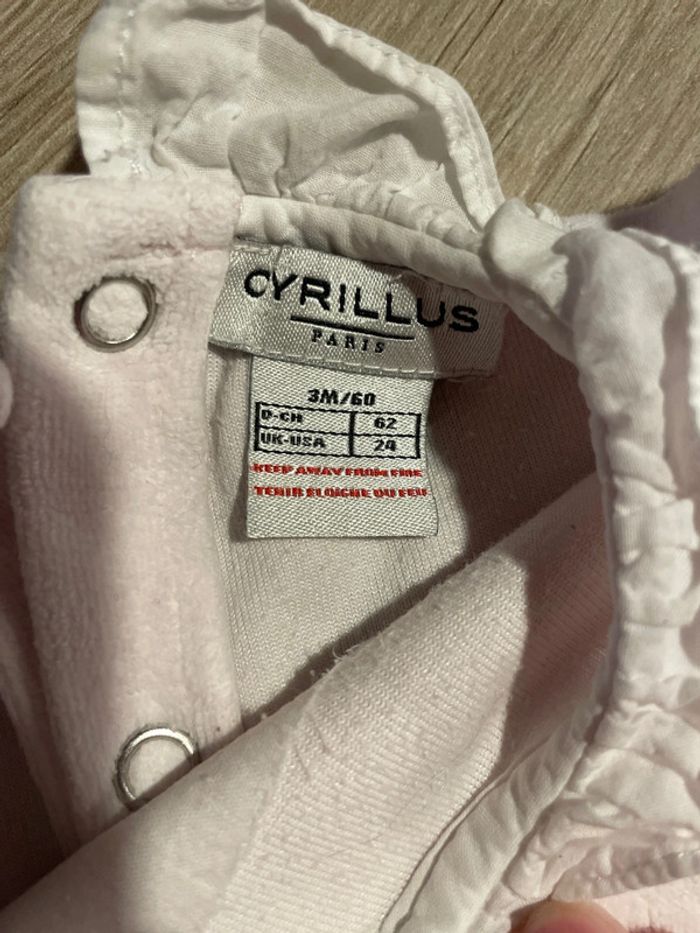 CYRILLUS
PARIS
3M/60
D-CH 62
UK-USA 24
KEEP AWAY FROM FIRE
TENIR ELOIGNE DU FEU